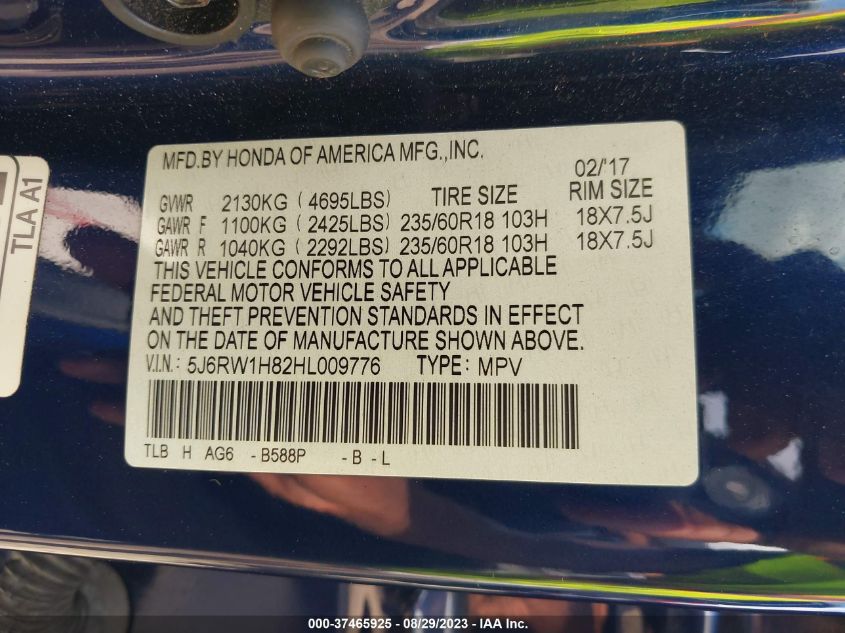 MFD.BY HONDA OF AMERICA MFG.,INC.
02/'17
GVWR 2130KG (4695LBS) TIRE SIZE RIM SIZE
GAWR F 1100KG (2425LBS) 235/60R18 103H 18X7.5J
GAWR R 1040KG (2292LBS) 235/60R18 103H 18X7.5J
THIS VEHICLE CONFORMS TO ALL APPLICABLE
FEDERAL MOTOR VEHICLE SAFETY
AND THEFT PREVENTION STANDARDS IN EFFECT
ON THE DATE OF MANUFACTURE SHOWN ABOVE.
V.I.N.: 5J6RW1H82HL009776 TYPE: MPV
TLB H AG6 -B588P -B -L
TLA A1
000-37465925 - 08/29/2023 - IAA Inc.